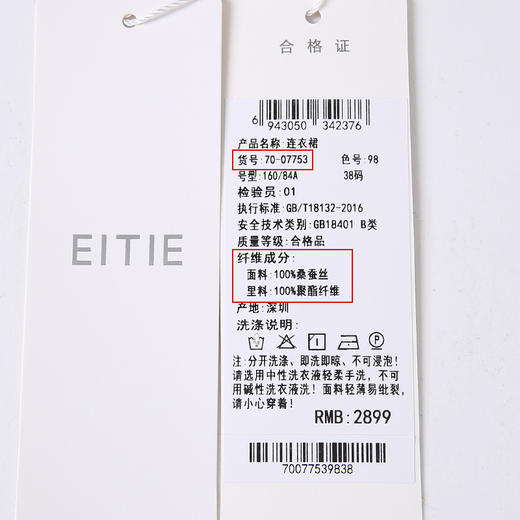 EITIE
合格证
6 943050 342376
产品名称:连衣裙
货号:70-07753 色号:98
号型:160/84A 38码
检验员:01
执行标准:GB/T18132-2016
安全技术类别:GB18401 B类
质量等级:合格品
纤维成分:
面料:100%桑蚕丝
里料:100%聚酯纤维
产地:深圳
洗涤说明:
注:分开洗涤、即洗即晾、不可浸泡!
请选用中性洗衣液轻柔手洗，不可
用碱性洗衣液洗!面料轻薄易纰裂,
请小心穿着!
RMB:2899
70077539838